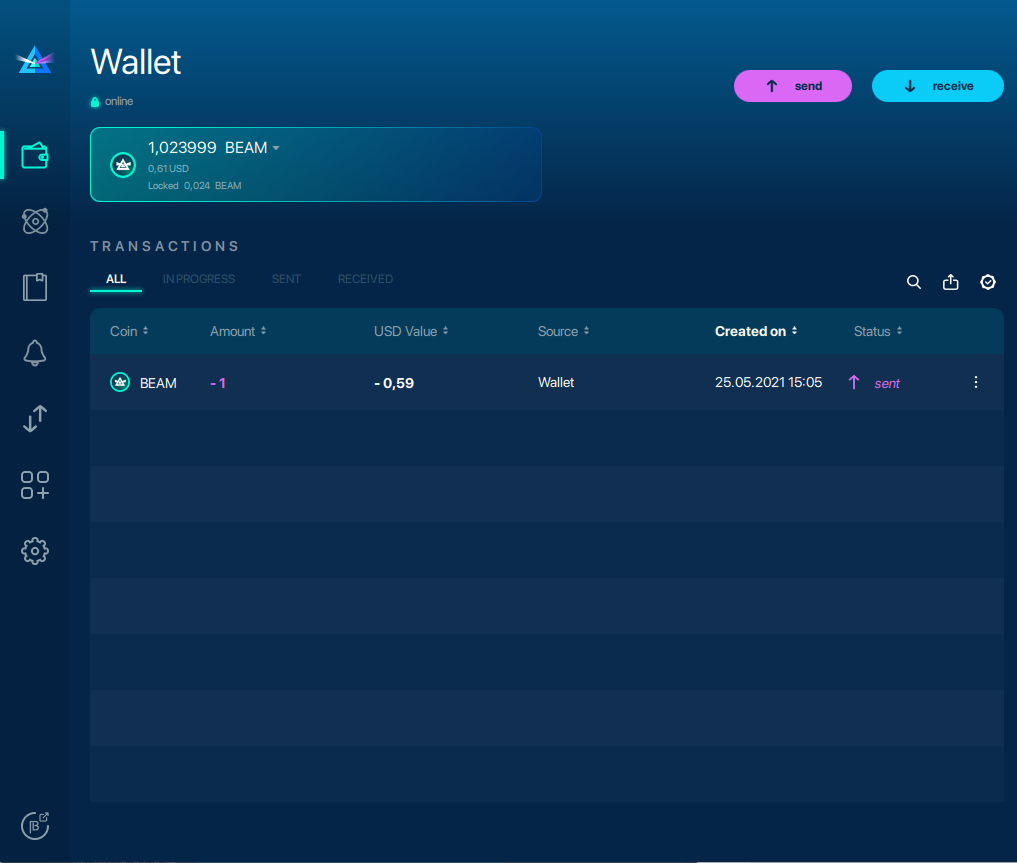 Wallet
online
send
receive
1,023999 BEAM
0,61 USD
Locked 0,024 BEAM
TRANSACTIONS
ALL IN PROGRESS SENT RECEIVED
Coin Amount USD Value Source Created on Status
BEAM - 1 - 0,59 Wallet 25.05.2021 15:05 sent